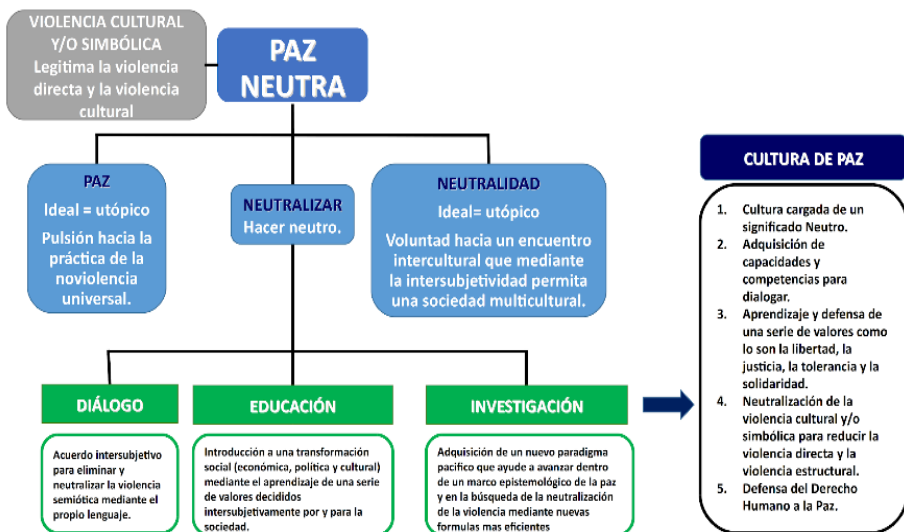 VIOLENCIA CULTURAL
Y/O SIMBÓLICA
Legitima la violencia
directa y la violencia
cultural
PAZ
NEUTRA
PAZ
Ideal = utópico
Pulsión hacia la
práctica de la
noviolencia
universal.
NEUTRALIZAR
Hacer neutro.
NEUTRALIDAD
Ideal= utópico
Voluntad hacia un encuentro
intercultural que mediante
la intersubjetividad permita
una sociedad multicultural.
DIÁLOGO
Acuerdo intersubjetivo
para eliminar y
neutralizar la violencia
semiótica mediante el
propio lenguaje.
EDUCACIÓN
Introducción a una transformación
social (económica, política y cultural)
mediante el aprendizaje de una serie
de valores decididos
intersubjetivamente por y para la
sociedad.
INVESTIGACIÓN
Adquisición de un nuevo paradigma
pacifico que ayude a avanzar dentro
de un marco epistemológico de la paz
y en la búsqueda de la neutralización
de la violencia mediante nuevas
formulas mas eficientes
CULTURA DE PAZ
1. Cultura cargada de un
significado Neutro.
2. Adquisición de
capacidades y
competencias para
dialogar.
3. Aprendizaje y defensa de
una serie de valores como
lo son la libertad, la
justicia, la tolerancia y la
solidaridad.
4. Neutralización de la
violencia cultural y/o
simbólica para reducir la
violencia directa y la
violencia estructural.
5. Defensa del Derecho
Humano a la Paz.